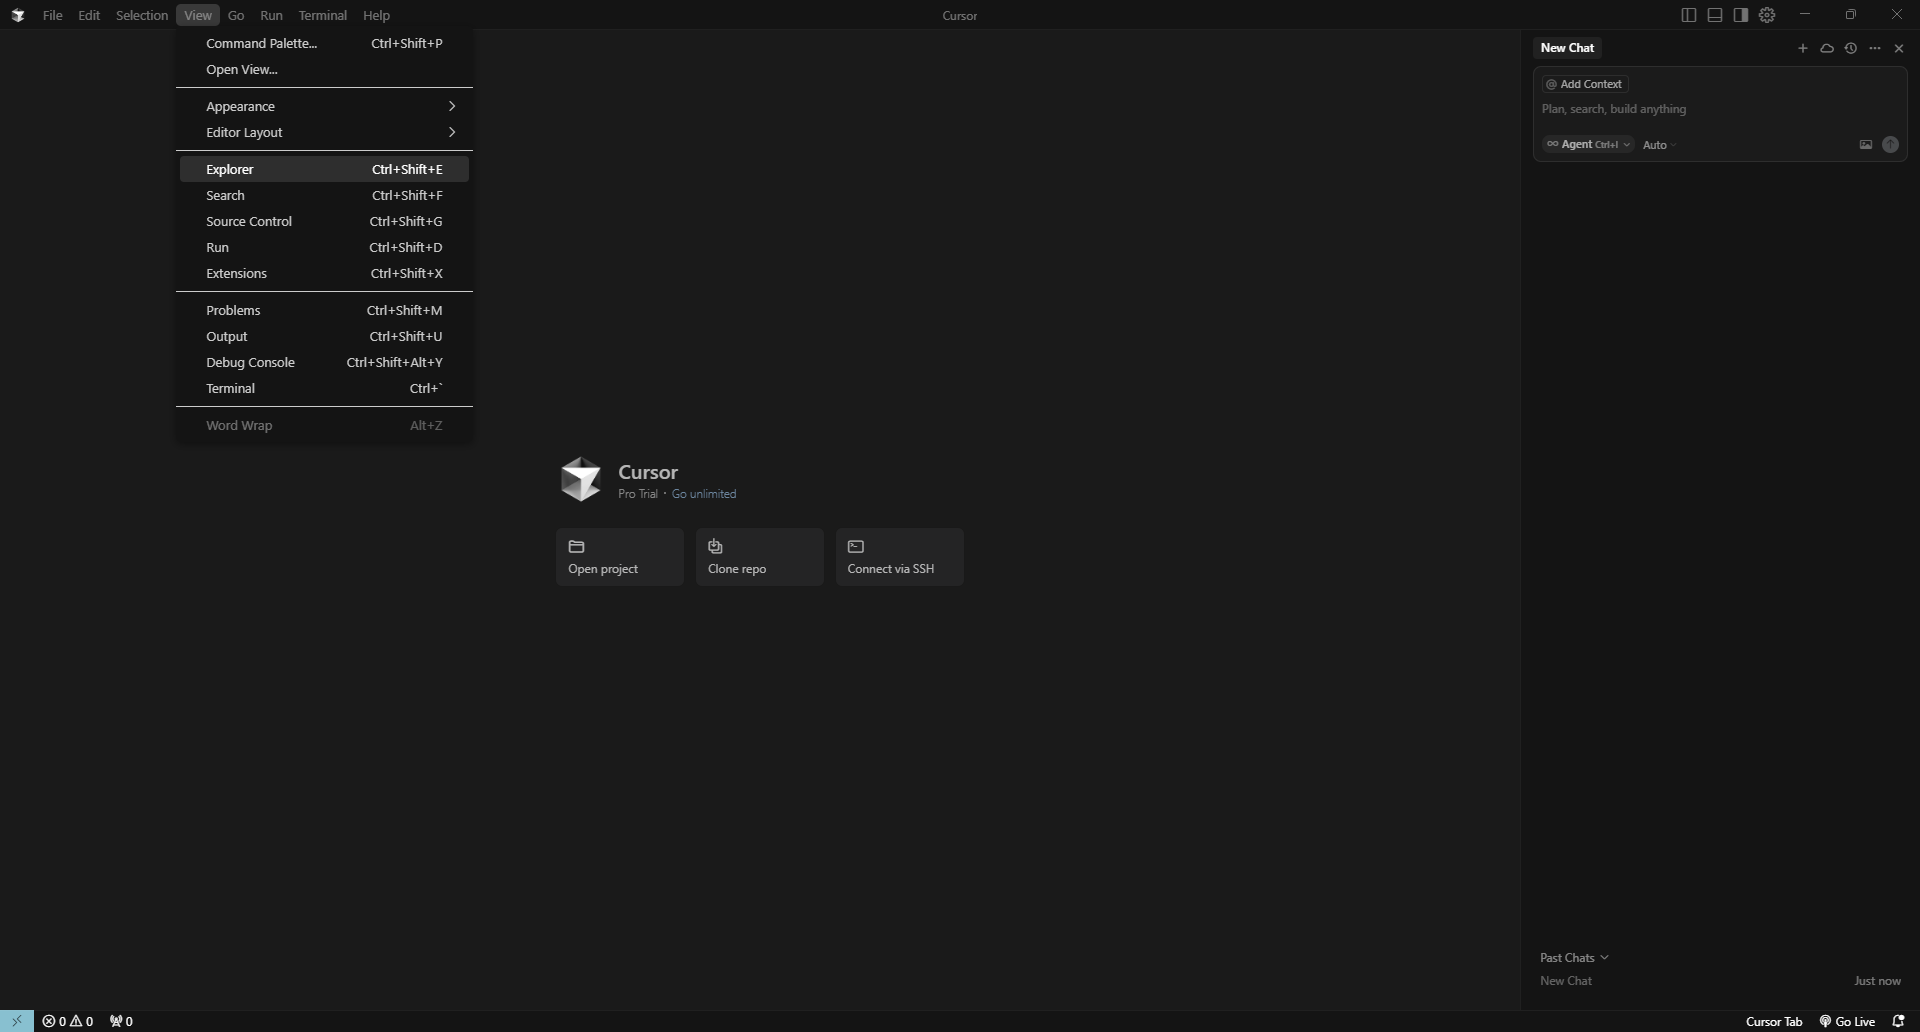 File Edit Selection View Go Run Terminal Help
Cursor
Command Palette... Ctrl+Shift+P
Open View...
Appearance
Editor Layout
Explorer Ctrl+Shift+E
Search Ctrl+Shift+F
Source Control Ctrl+Shift+G
Run Ctrl+Shift+D
Extensions Ctrl+Shift+X
Problems Ctrl+Shift+M
Output Ctrl+Shift+U
Debug Console Ctrl+Shift+Alt+Y
Terminal Ctrl+`
Word Wrap Alt+Z
Cursor
Pro Trial · Go unlimited
Open project
Clone repo
Connect via SSH
New Chat
@ Add Context
Plan, search, build anything
Agent Ctrl+I Auto
Past Chats
New Chat Just now
0 0 0
Cursor Tab Go Live